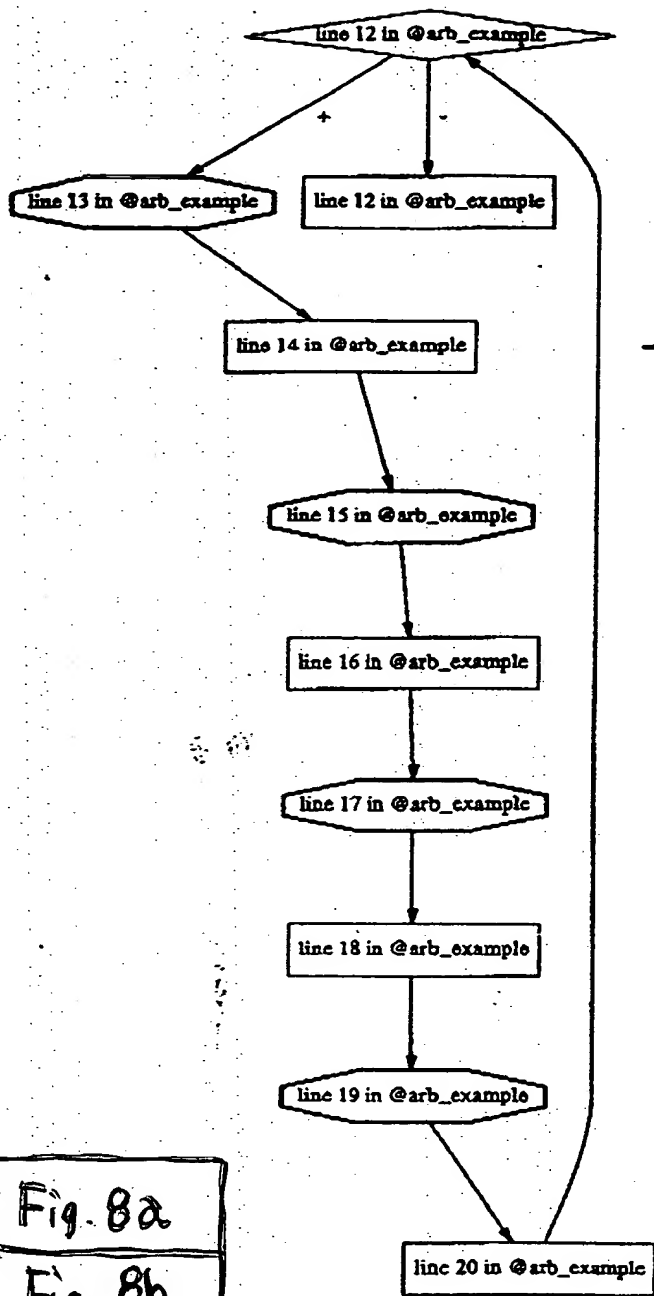 line 12 in @arb_example
+
-
line 13 in @arb_example
line 12 in @arb_example
line 14 in @arb_example
line 15 in @arb_example
line 16 in @arb_example
line 17 in @arb_example
line 18 in @arb_example
line 19 in @arb_example
Fig. 8a
line 20 in @arb_example
Fig. 8b